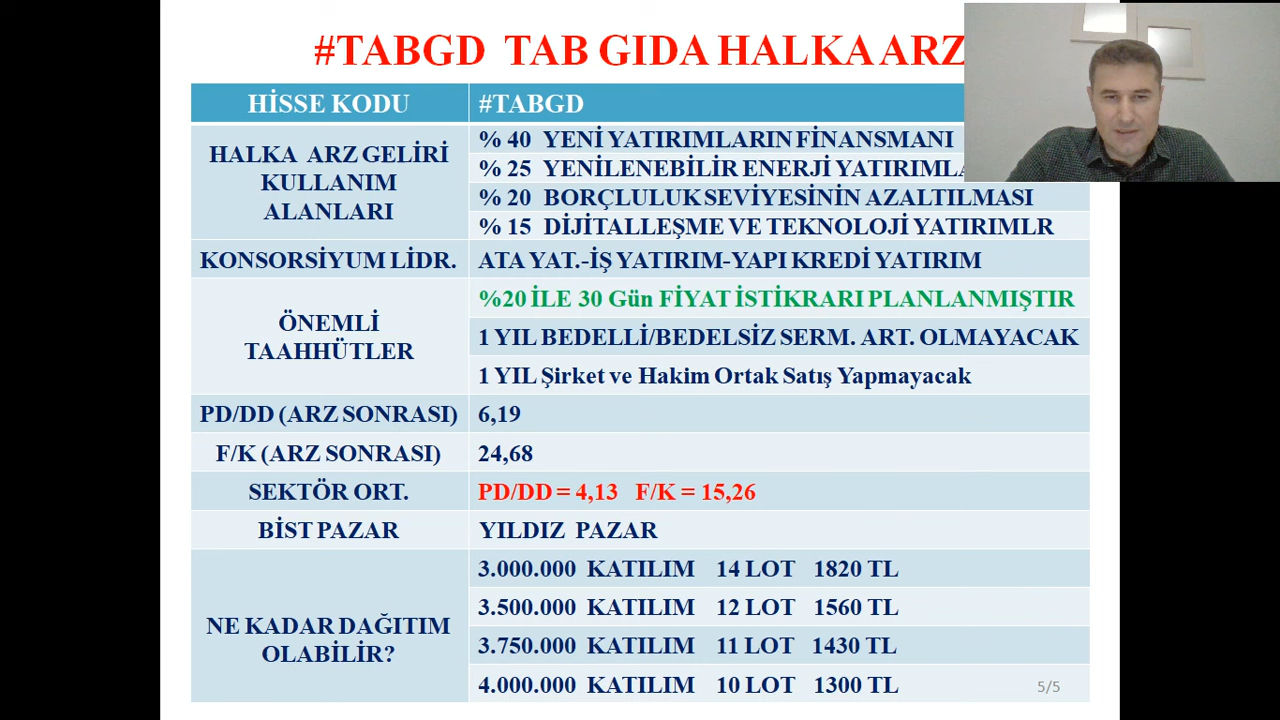 #TABGD TAB GIDA HALKA ARZ
HİSSE KODU #TABGD
HALKA ARZ GELİRİ KULLANIM ALANLARI
% 40 YENİ YATIRIMLARIN FİNANSMANI
% 25 YENİLENEBİLİR ENERJİ
% 20 BORÇLULUK SEVİYESİNİN AZALTILMASI
% 15 DİJİTALLEŞME VE TEKNOLOJİ YATIRIMLR
KONSORSİYUM LİDR. ATA YAT.-İŞ YATIRIM-YAPI KREDİ YATIRIM
ÖNEMLİ TAAHHÜTLER
%20 İLE 30 Gün FİYAT İSTİKRARI PLANLANMIŞTIR
1 YIL BEDELLİ/BEDELSİZ SERM. ART. OLMAYACAK
1 YIL Şirket ve Hakim Ortak Satış Yapmayacak
PD/DD (ARZ SONRASI) 6,19
F/K (ARZ SONRASI) 24,68
SEKTÖR ORT. PD/DD = 4,13 F/K = 15,26
BİST PAZAR YILDIZ PAZAR
NE KADAR DAĞITIM OLABİLİR?
3.000.000 KATILIM 14 LOT 1820 TL
3.500.000 KATILIM 12 LOT 1560 TL
3.750.000 KATILIM 11 LOT 1430 TL
4.000.000 KATILIM 10 LOT 1300 TL
5/5